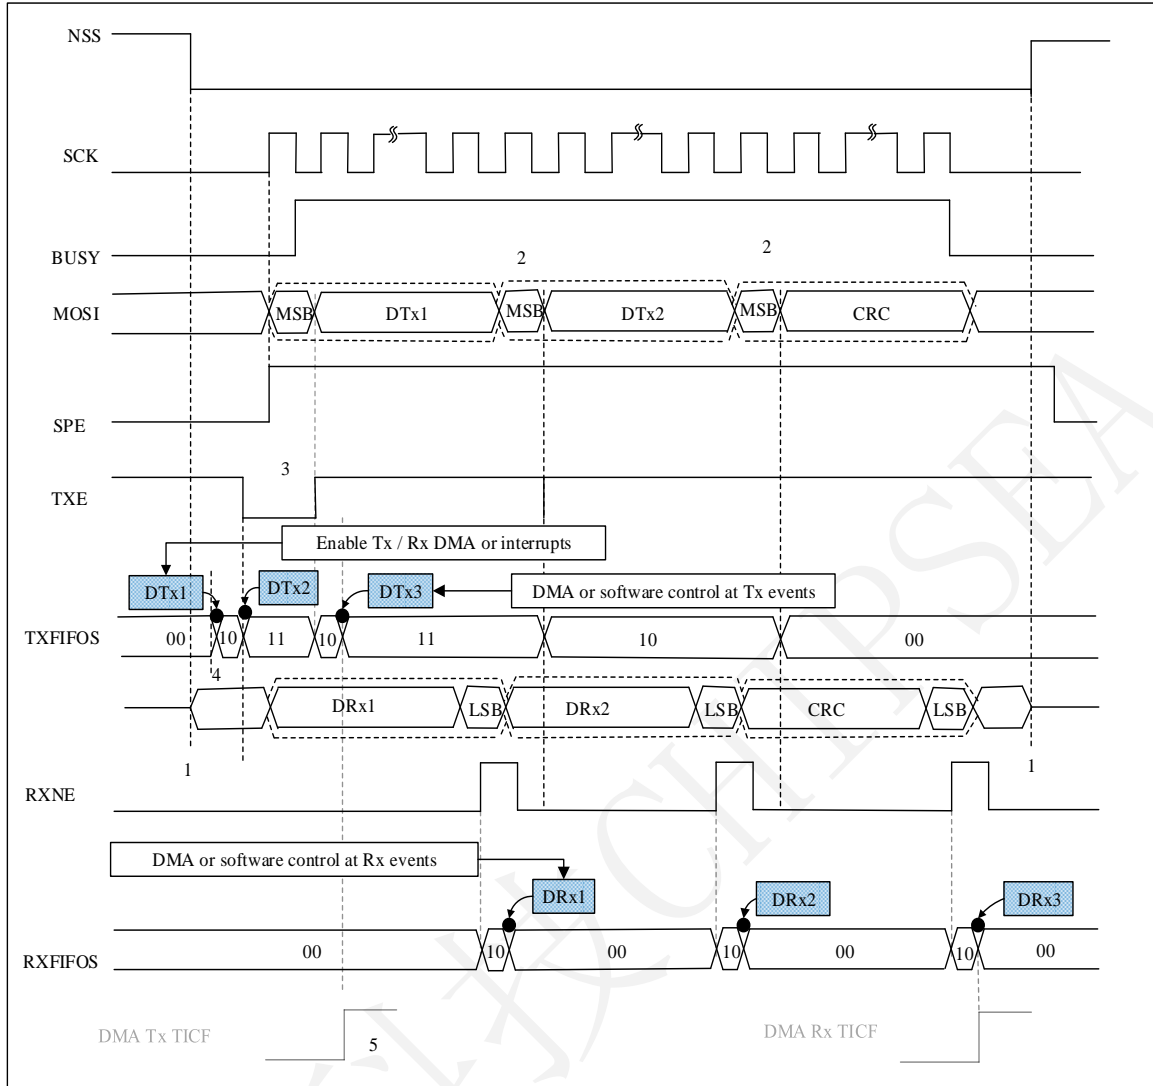 NSS
SCK
BUSY
2 2
MOSI MSB DTx1 MSB DTx2 MSB CRC
SPE
3
TXE
Enable Tx / Rx DMA or interrupts
DTx1 DTx2 DTx3 DMA or software control at Tx events
TXFIFOS 00 10 11 10 11 10 00
4
DRx1 LSB DRx2 LSB CRC LSB
1 1
RXNE
DMA or software control at Rx events
DRx1 DRx2 DRx3
RXFIFOS 00 10 00 10 00 10 00
DMA Tx TICF 5 DMA Rx TICF
CHIPSEA